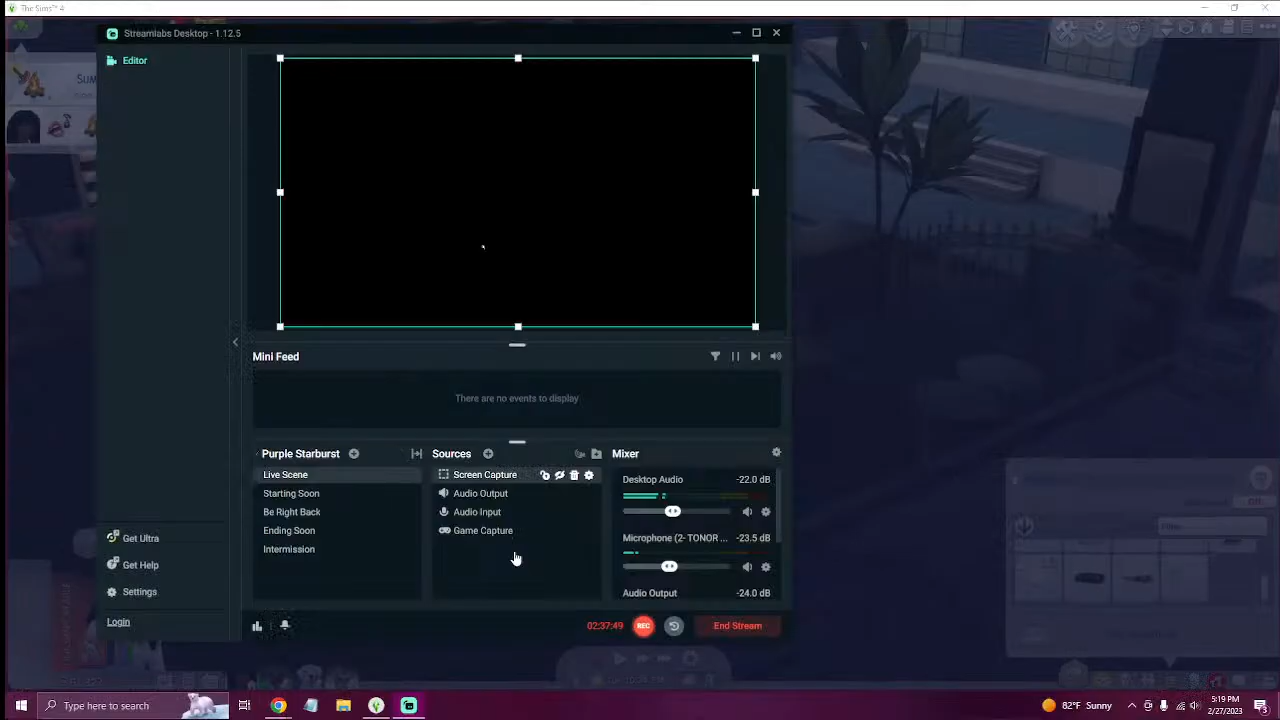 The Sims™ 4
Streamlabs Desktop - 1.12.5
Editor
Mini Feed
There are no events to display
Purple Starburst
Live Scene
Starting Soon
Be Right Back
Ending Soon
Intermission
Sources
Screen Capture
Audio Output
Audio Input
Game Capture
Mixer
Desktop Audio -22.0 dB
Microphone (2- TONOR ... -23.5 dB
Audio Output -24.0 dB
Get Ultra
Get Help
Settings
Login
02:37:49
REC
End Stream
Type here to search
82°F Sunny
5:19 PM
2/27/2023